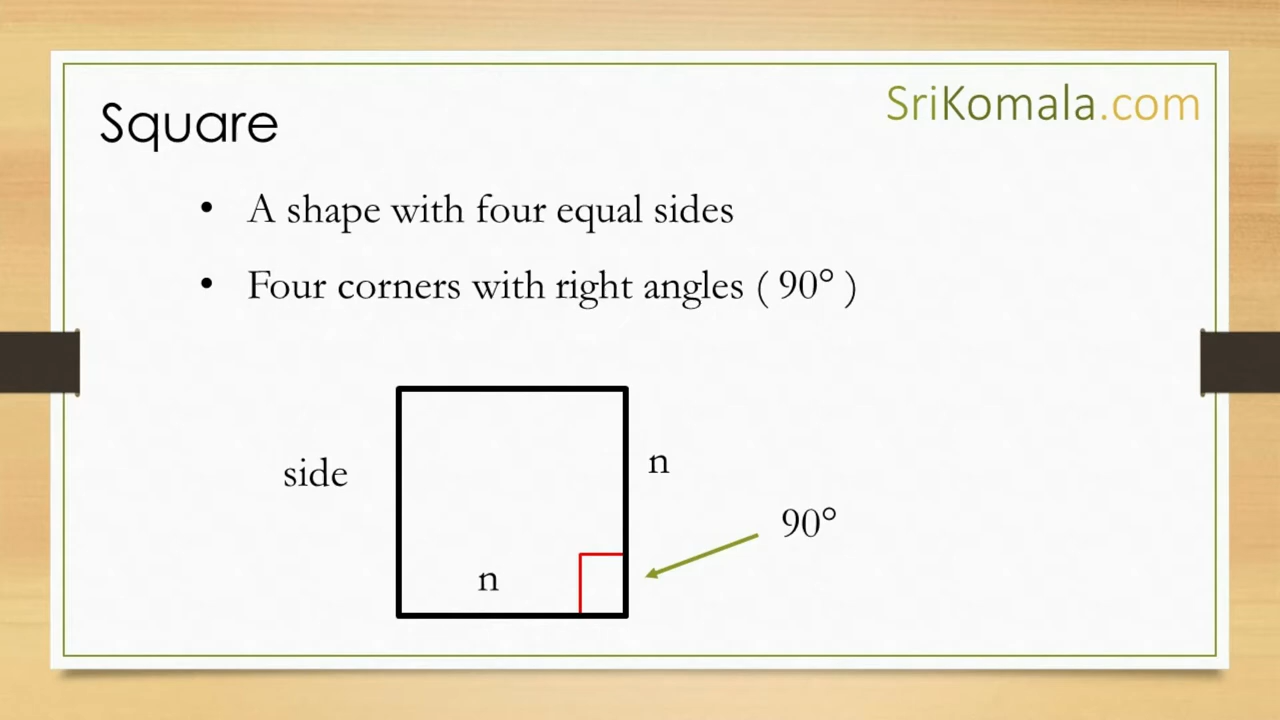 Square
SriKomala.com
• A shape with four equal sides
• Four corners with right angles ( 90° )
side
n
90°
n